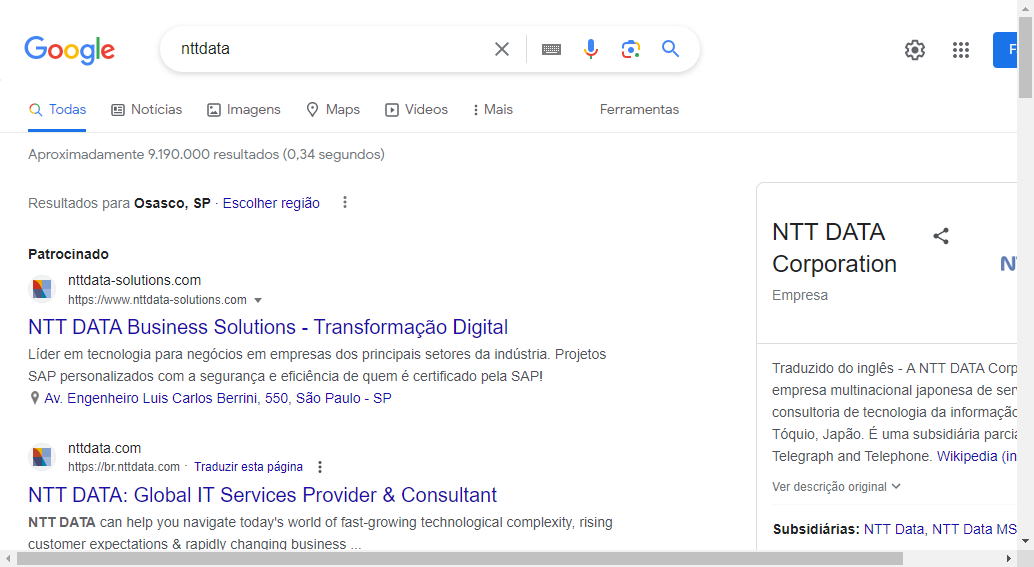 Google
nttdata
F
Todas
Notícias
Imagens
Maps
Vídeos
Mais
Ferramentas
Aproximadamente 9.190.000 resultados (0,34 segundos)
Resultados para Osasco, SP · Escolher região
Patrocinado
nttdata-solutions.com
https://www.nttdata-solutions.com
NTT DATA Business Solutions - Transformação Digital
Líder em tecnologia para negócios em empresas dos principais setores da indústria. Projetos
SAP personalizados com a segurança e eficiência de quem é certificado pela SAP!
Av. Engenheiro Luis Carlos Berrini, 550, São Paulo - SP
nttdata.com
https://br.nttdata.com · Traduzir esta página
NTT DATA: Global IT Services Provider & Consultant
NTT DATA can help you navigate today's world of fast-growing technological complexity, rising
customer expectations & rapidly changing business ...
NTT DATA
Corporation
Empresa
Traduzido do inglês - A NTT DATA Corp
empresa multinacional japonesa de ser
consultoria de tecnologia da informação
Tóquio, Japão. É uma subsidiária parcia
Telegraph and Telephone. Wikipedia (in
Ver descrição original
Subsidiárias: NTT Data, NTT Data MS